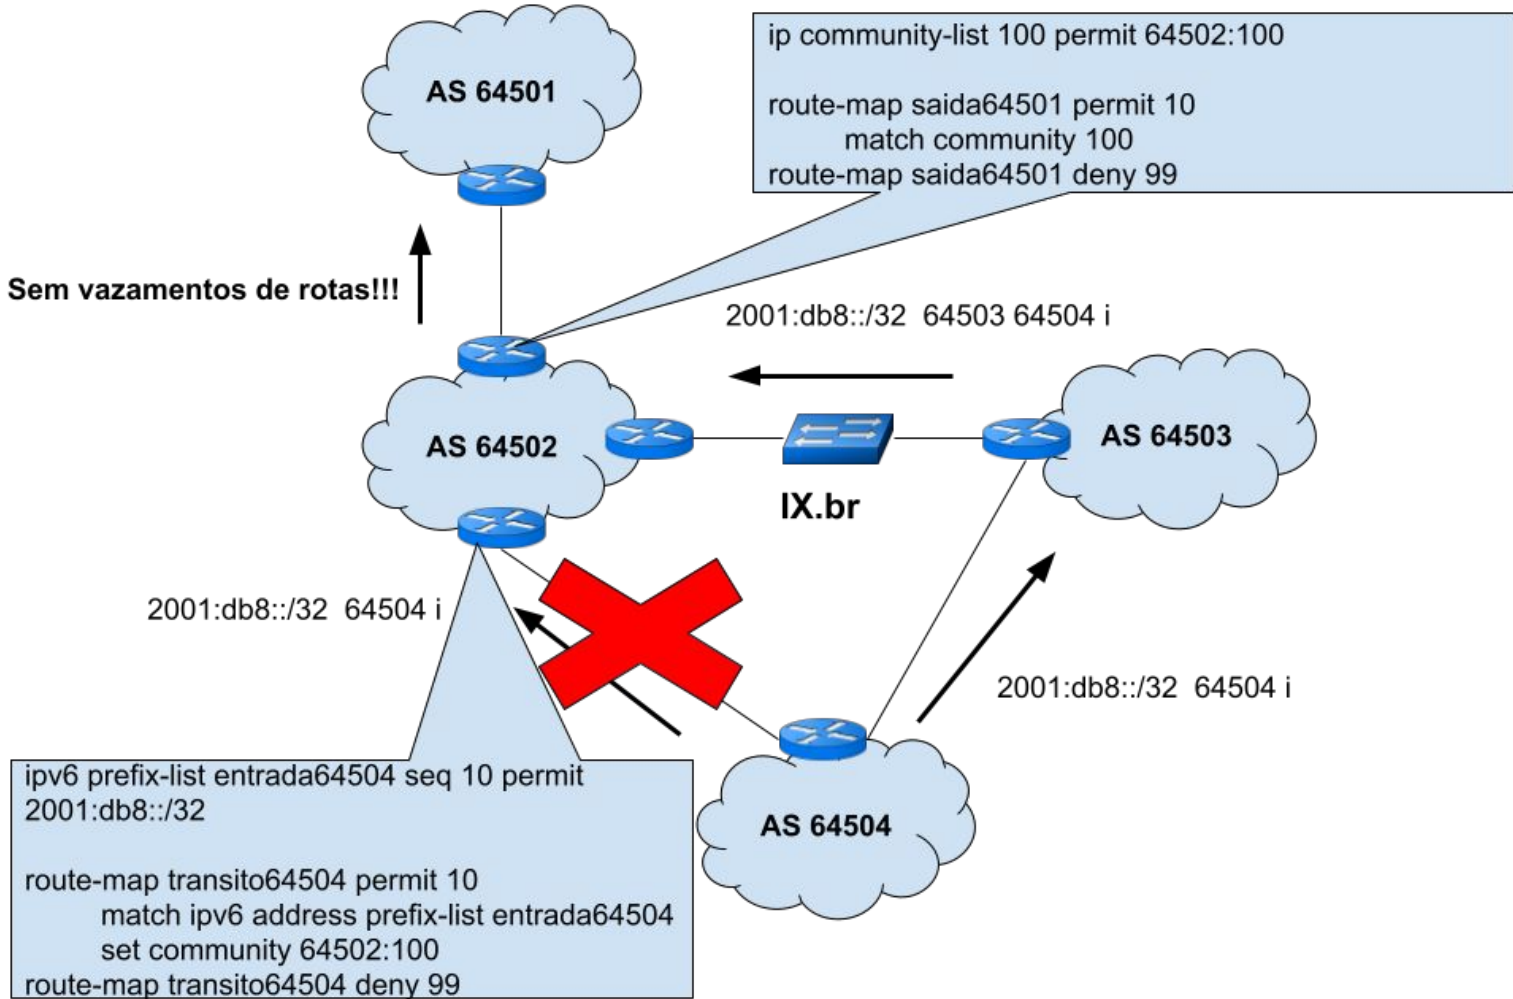 AS 64501
ip community-list 100 permit 64502:100
route-map saida64501 permit 10
match community 100
route-map saida64501 deny 99
Sem vazamentos de rotas!!!
2001:db8::/32  64503 64504 i
AS 64502
AS 64503
IX.br
2001:db8::/32  64504 i
2001:db8::/32  64504 i
ipv6 prefix-list entrada64504 seq 10 permit
2001:db8::/32
route-map transito64504 permit 10
match ipv6 address prefix-list entrada64504
set community 64502:100
route-map transito64504 deny 99
AS 64504